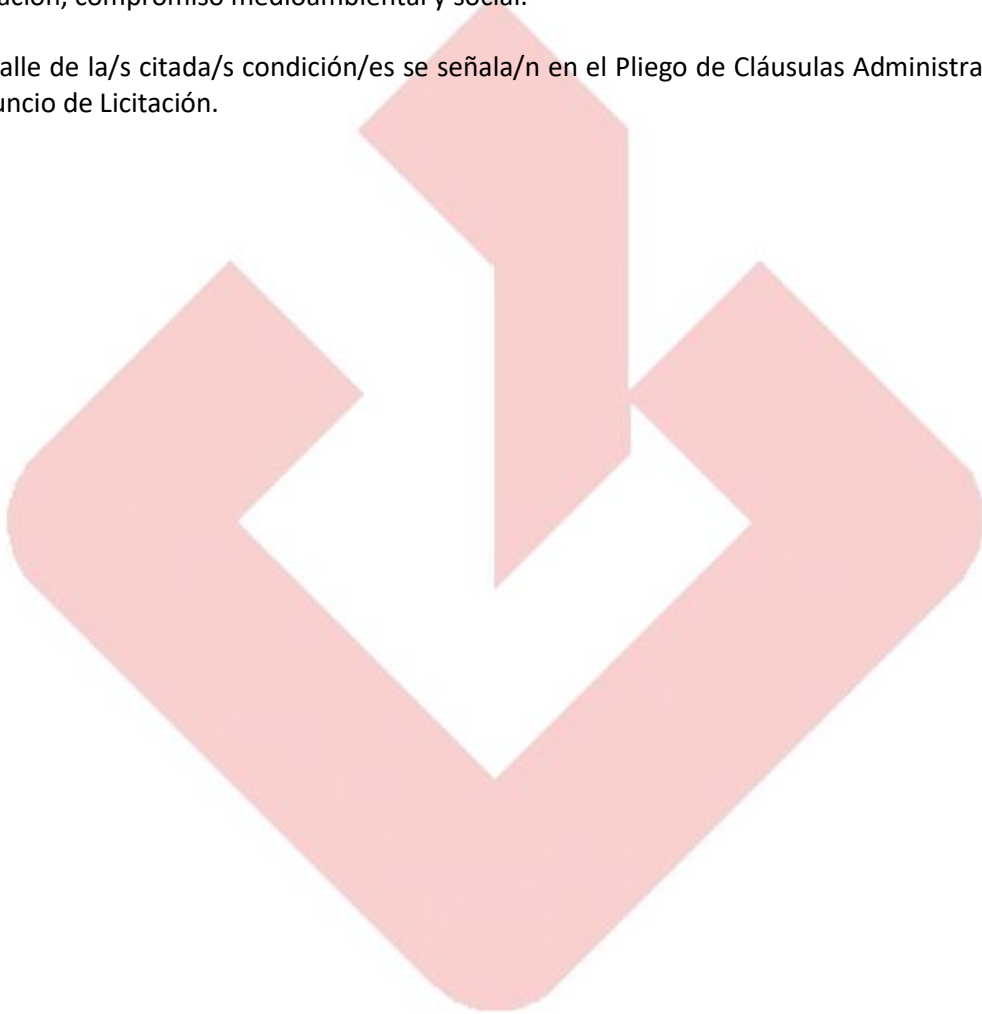 ación, compromiso medioambiental y social.
alle de la/s citada/s condición/es se señala/n en el Pliego de Cláusulas Administra
uncio de Licitación.